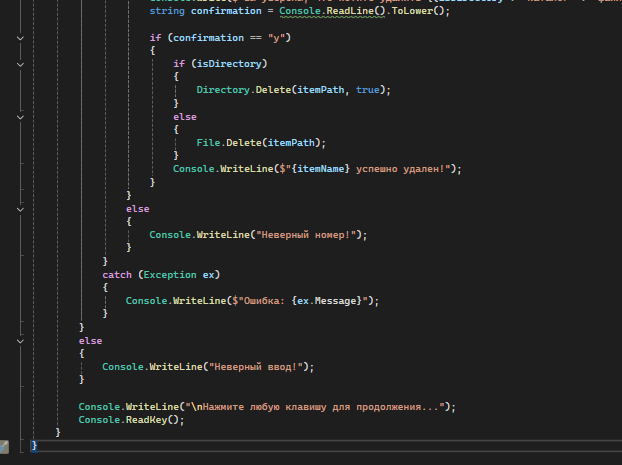 string confirmation = Console.ReadLine().ToLower();
if (confirmation == "y")
{
if (isDirectory)
{
Directory.Delete(itemPath, true);
}
else
{
File.Delete(itemPath);
}
Console.WriteLine($"{itemName} успешно удален!");
}
}
else
{
Console.WriteLine("Неверный номер!");
}
}
catch (Exception ex)
{
Console.WriteLine($"Ошибка: {ex.Message}");
}
}
else
{
Console.WriteLine("Неверный ввод!");
}
Console.WriteLine("\nНажмите любую клавишу для продолжения...");
Console.ReadKey();
}
}